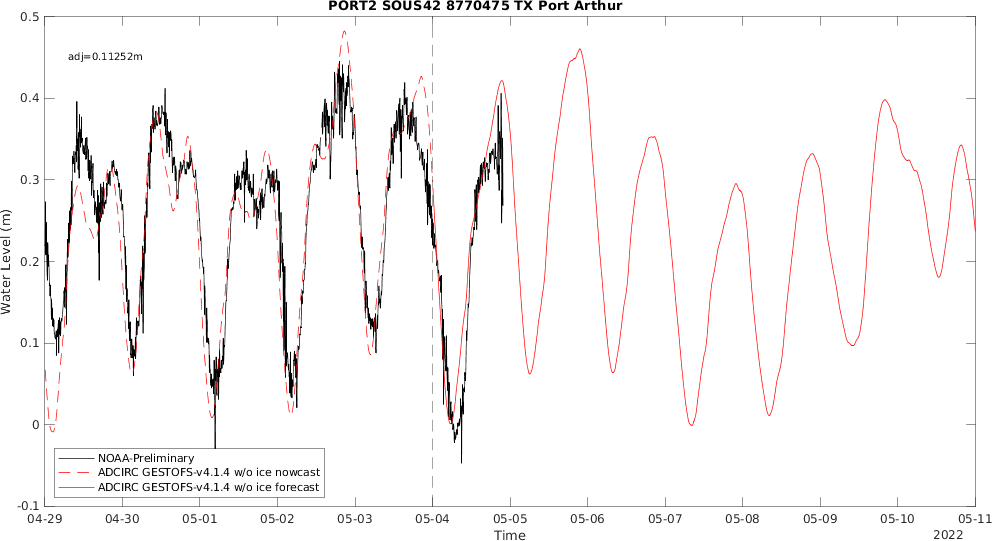 PORT2 SOUS42 8770475 TX Port Arthur
adj=0.11252m
0.5
0.4
0.3
0.2
0.1
0
-0.1
Water Level (m)
NOAA-Preliminary
ADCIRC GESTOFS-v4.1.4 w/o ice nowcast
ADCIRC GESTOFS-v4.1.4 w/o ice forecast
04-29 04-30 05-01 05-02 05-03 05-04 05-05 05-06 05-07 05-08 05-09 05-10 05-11
Time
2022